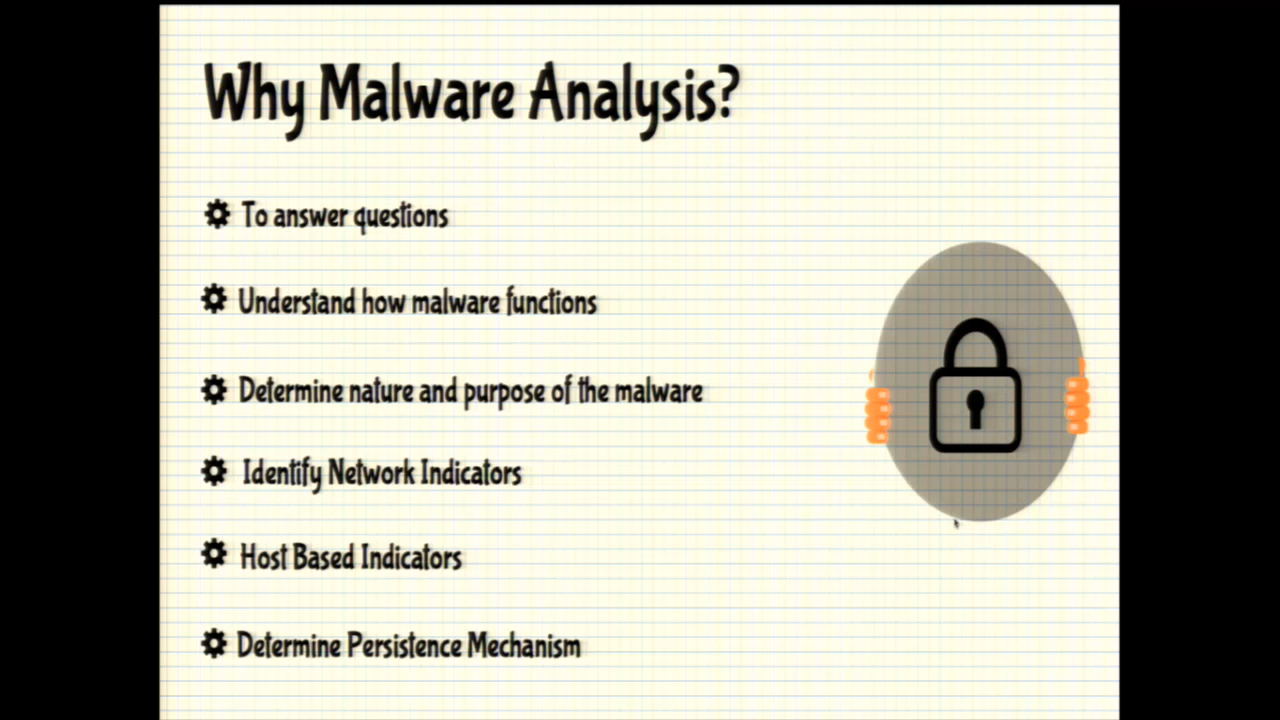 Why Malware Analysis?
To answer questions
Understand how malware functions
Determine nature and purpose of the malware
Identify Network Indicators
Host Based Indicators
Determine Persistence Mechanism